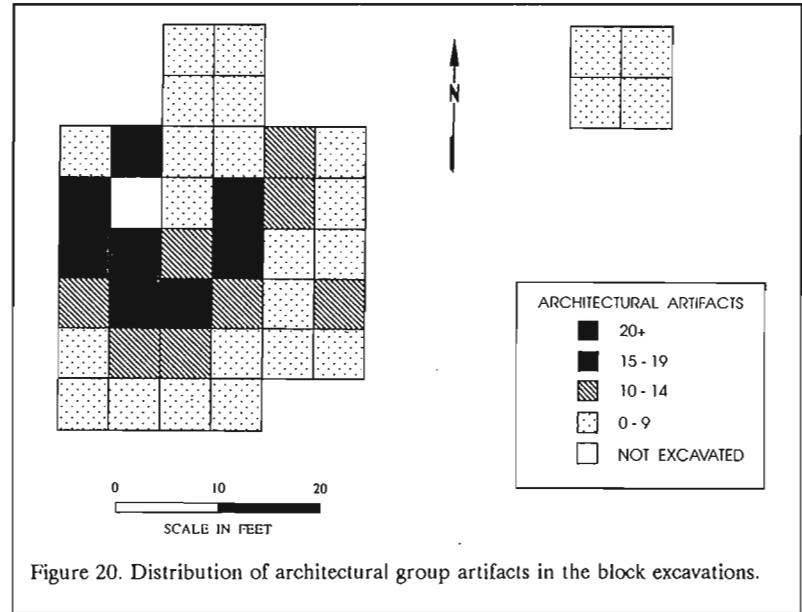 N
ARCHITECTURAL ARTIFACTS
20+
15 - 19
10 - 14
0 - 9
NOT EXCAVATED
0 10 20
SCALE IN FEET
Figure 20. Distribution of architectural group artifacts in the block excavations.